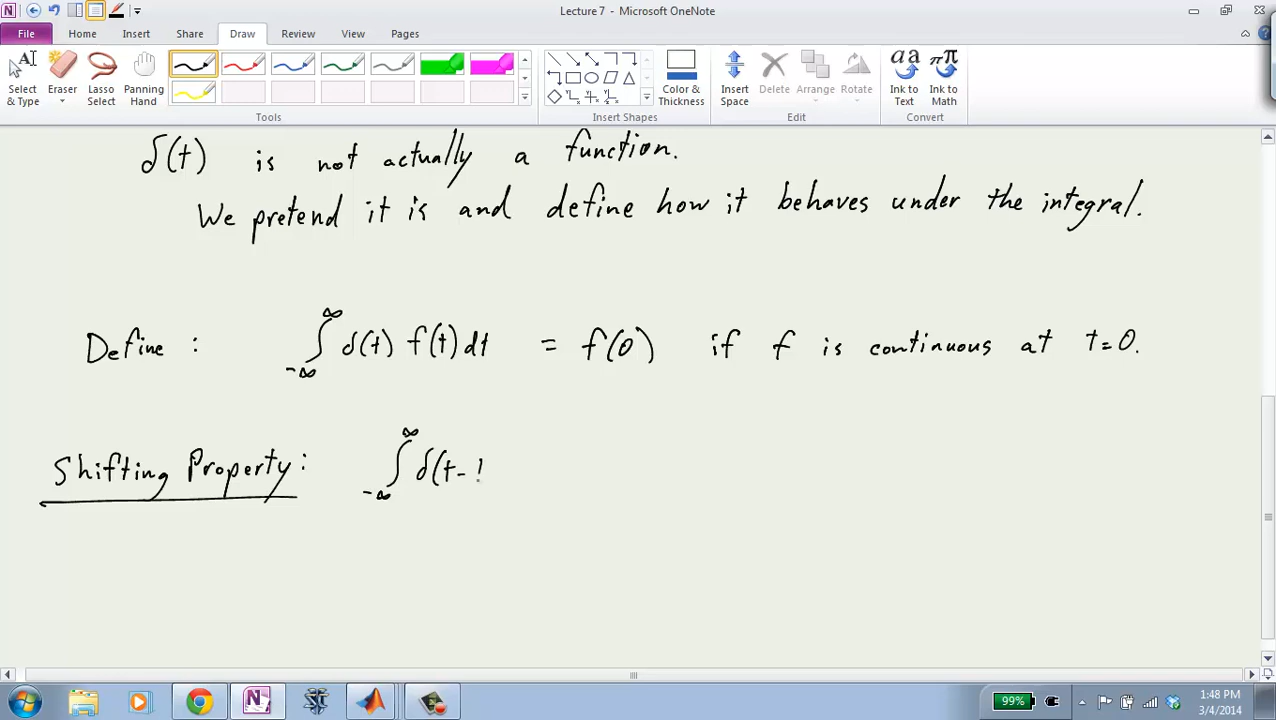 Lecture 7 - Microsoft OneNote
File Home Insert Share Draw Review View Pages
Select & Type Eraser Lasso Select Panning Hand Color & Thickness Insert Space Delete Arrange Rotate Ink to Text Ink to Math
Tools Insert Shapes Edit Convert
δ(t) is not actually a function.
We pretend it is and define how it behaves under the integral.
Define : ∫_{-∞}^{∞} δ(t) f(t) dt = f(0) if f is continuous at t=0.
Shifting Property: ∫_{-∞}^{∞} δ(t-
99% 1:48 PM
3/4/2014